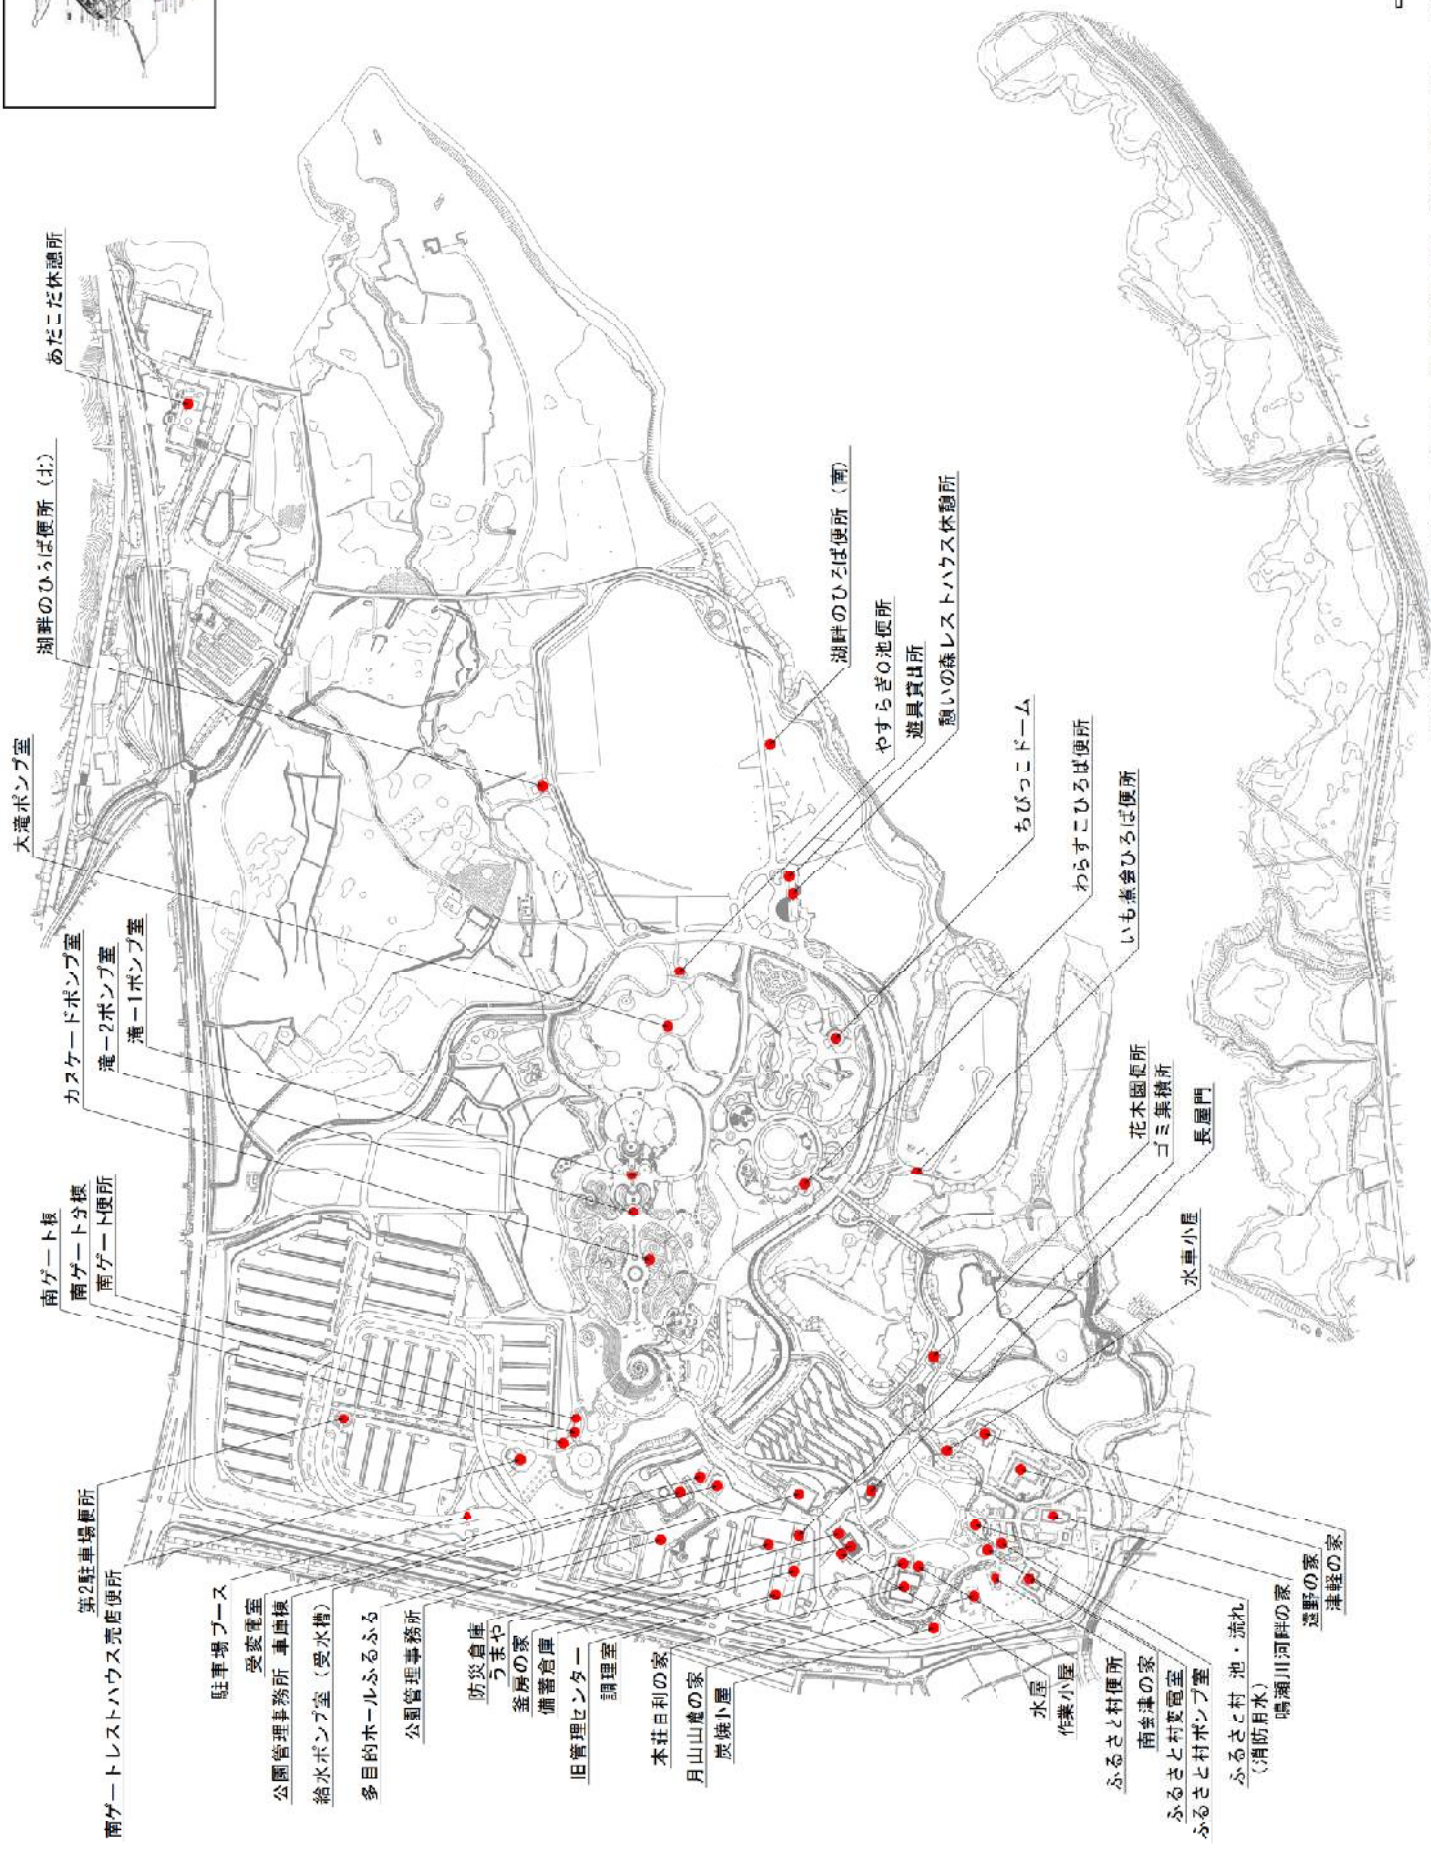 あだこだ休憩所
湖畔のひろば便所（北）
大滝ポンプ室
カスケードポンプ室
滝ー2ポンプ室
滝ー1ポンプ室
南ゲート棟
南ゲート分棟
南ゲート便所
第2駐車場便所
南ゲートレストハウス売店便所
駐車場ブース
受変電室
公園管理事務所 車庫棟
給水ポンプ室（受水槽）
多目的ホールふるふる
公園管理事務所
防災倉庫
うまや
釜房の家
備蓄倉庫
旧管理センター
調理室
本荘由利の家
月山山麓の家
炭焼小屋
水屋
作業小屋
ふるさと村便所
南会津の家
ふるさと村変電室
ふるさと村ポンプ室
ふるさと村 池・流れ
（消防用水）
鳴瀬川河畔の家
遠野の家
津軽の家
水車小屋
長屋門
ゴミ集積所
花木園便所
いも煮会ひろば便所
わらすこひろば便所
ちびっこドーム
憩いの森レストハウス休憩所
遊具貸出所
やすらぎの池便所
湖畔のひろば便所（南）